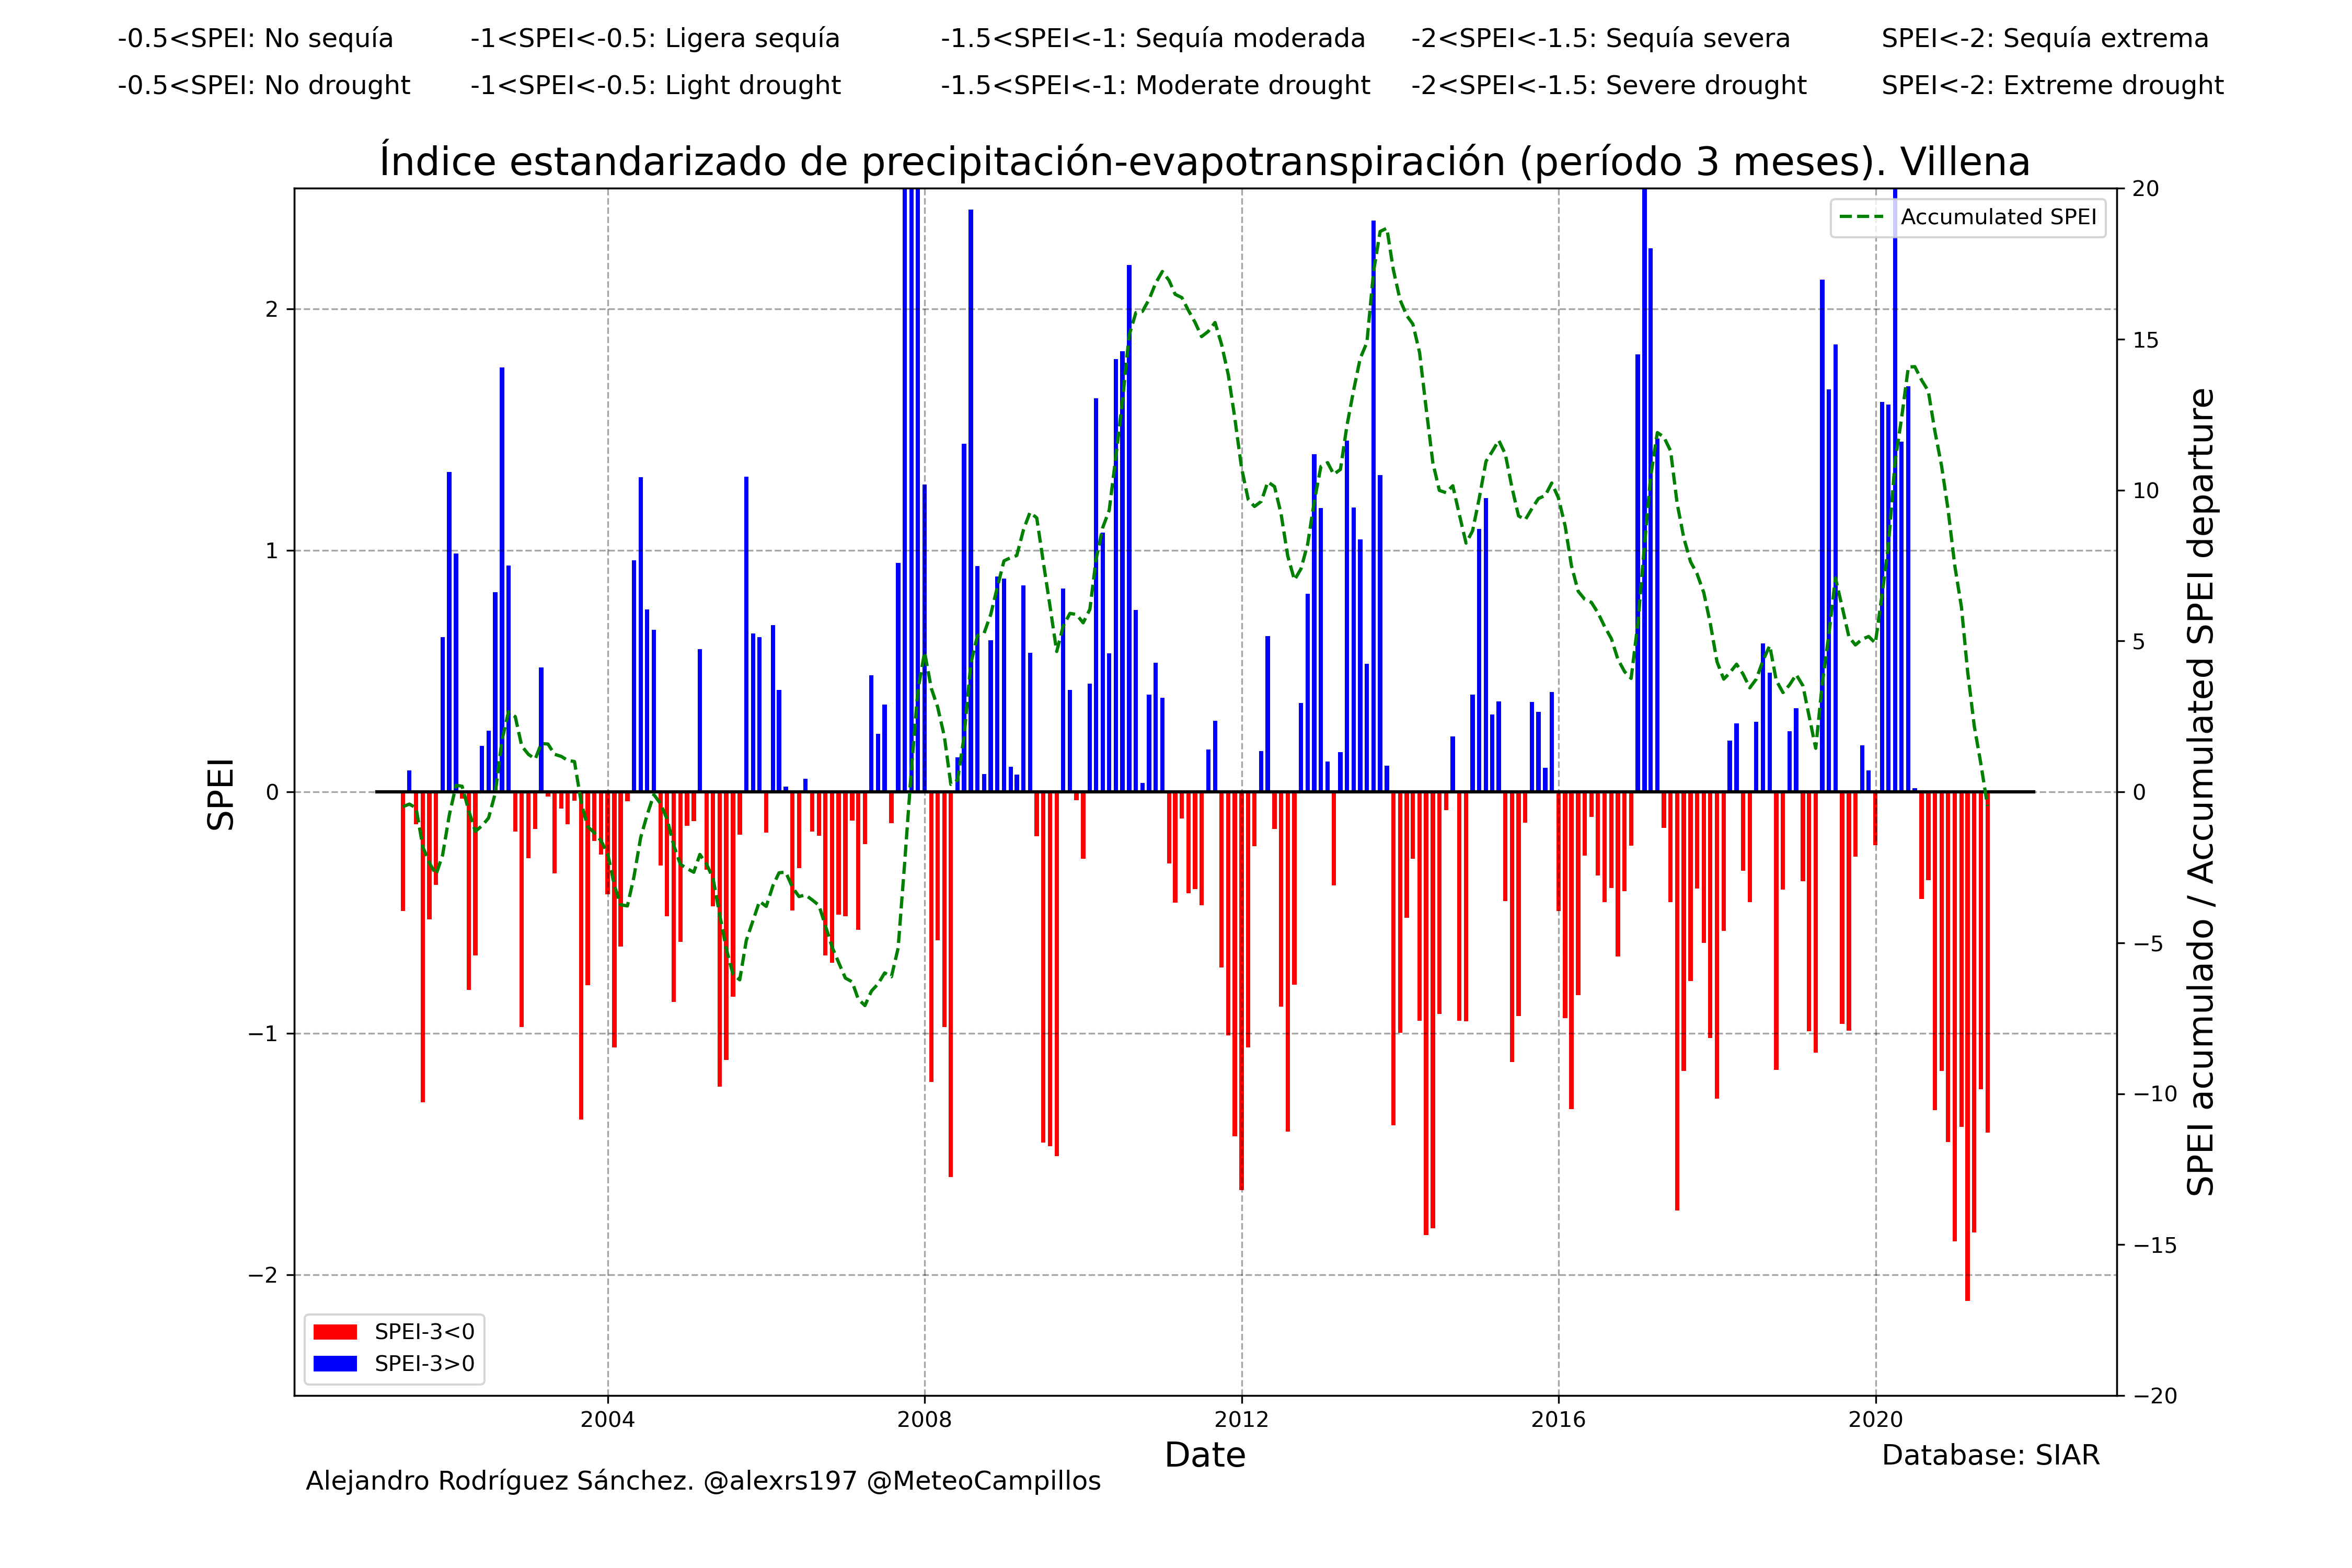 -0.5<SPEI: No sequía
-1<SPEI<-0.5: Ligera sequía
-1.5<SPEI<-1: Sequía moderada
-2<SPEI<-1.5: Sequía severa
SPEI<-2: Sequía extrema
-0.5<SPEI: No drought
-1<SPEI<-0.5: Light drought
-1.5<SPEI<-1: Moderate drought
-2<SPEI<-1.5: Severe drought
SPEI<-2: Extreme drought
Índice estandarizado de precipitación-evapotranspiración (período 3 meses). Villena
Accumulated SPEI
SPEI
2
1
0
−1
−2
20
15
10
5
0
−5
−10
−15
−20
SPEI acumulado / Accumulated SPEI departure
SPEI-3<0
SPEI-3>0
2004
2008
2012
2016
2020
Date
Database: SIAR
Alejandro Rodríguez Sánchez. @alexrs197 @MeteoCampillos